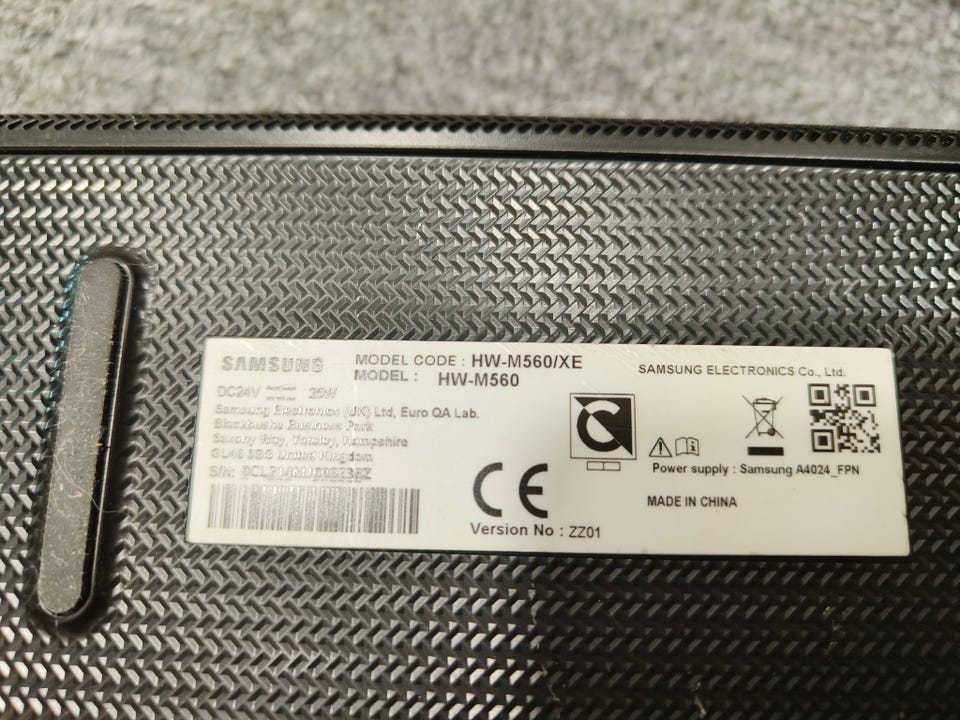 SAMSUNG
MODEL CODE : HW-M560/XE
MODEL : HW-M560
DC24V 25W
Samsung Electronics (UK) Ltd, Euro QA Lab.
Blackbushe Business Park
Saxony Way, Yateley, Hampshire
GU46 6GG United Kingdom
S/N:
SAMSUNG ELECTRONICS Co., Ltd.
Power supply : Samsung A4024_FPN
CE
MADE IN CHINA
Version No : ZZ01